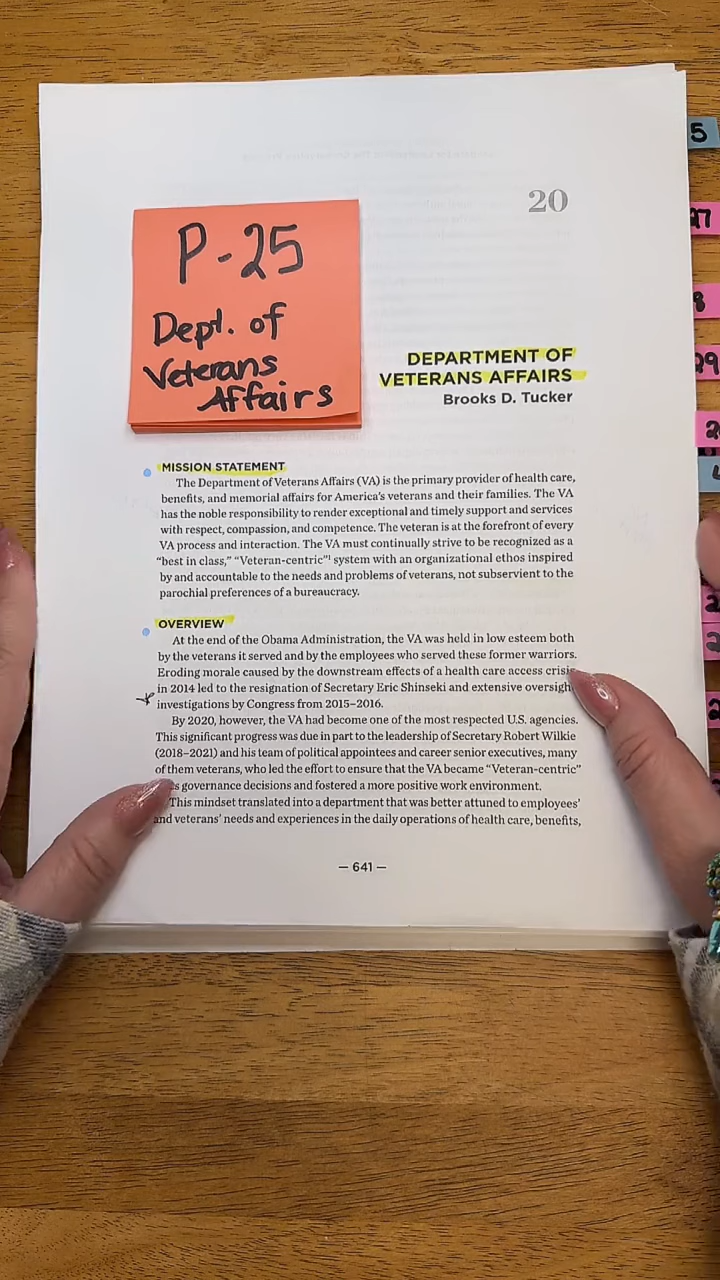 20
P-25
Dept. of
Veterans
Affairs
DEPARTMENT OF
VETERANS AFFAIRS
Brooks D. Tucker
MISSION STATEMENT
The Department of Veterans Affairs (VA) is the primary provider of health care,
benefits, and memorial affairs for America's veterans and their families. The VA
has the noble responsibility to render exceptional and timely support and services
with respect, compassion, and competence. The veteran is at the forefront of every
VA process and interaction. The VA must continually strive to be recognized as a
“best in class,” “Veteran-centric”¹ system with an organizational ethos inspired
by and accountable to the needs and problems of veterans, not subservient to the
parochial preferences of a bureaucracy.
OVERVIEW
At the end of the Obama Administration, the VA was held in low esteem both
by the veterans it served and by the employees who served these former warriors.
Eroding morale caused by the downstream effects of a health care access crisis
in 2014 led to the resignation of Secretary Eric Shinseki and extensive oversigh
investigations by Congress from 2015–2016.
By 2020, however, the VA had become one of the most respected U.S. agencies.
This significant progress was due in part to the leadership of Secretary Robert Wilkie
(2018–2021) and his team of political appointees and career senior executives, many
of them veterans, who led the effort to ensure that the VA became “Veteran-centric”
governance decisions and fostered a more positive work environment.
This mindset translated into a department that was better attuned to employees'
and veterans' needs and experiences in the daily operations of health care, benefits,
— 641 —
5
27
29